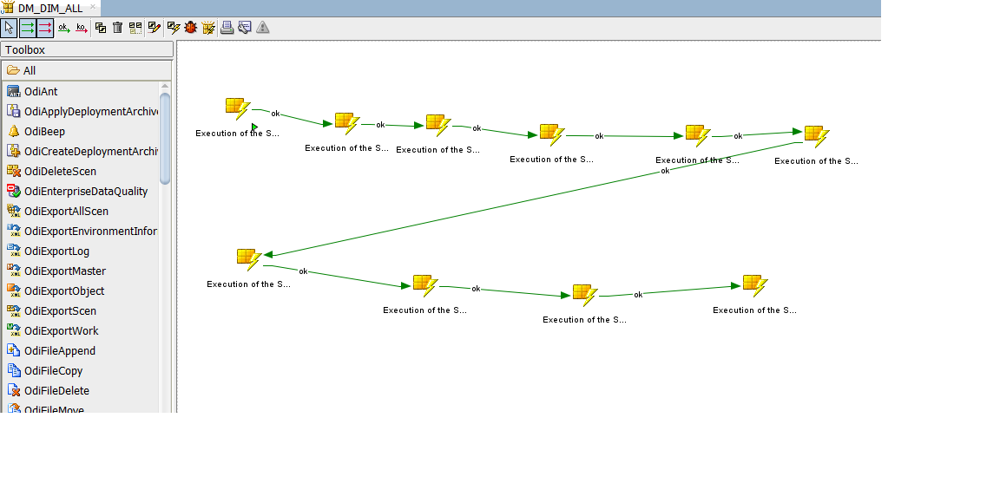 DM_DIM_ALL
ok
ko
Toolbox
All
OdiAnt
OdiApplyDeploymentArchive
OdiBeep
OdiCreateDeploymentArchi
OdiDeleteScen
OdiEnterpriseDataQuality
OdiExportAllScen
OdiExportEnvironmentInfor
OdiExportLog
OdiExportMaster
OdiExportObject
OdiExportScen
OdiExportWork
OdiFileAppend
OdiFileCopy
OdiFileDelete
OdiFileMove
ok
Execution of the S...
ok
Execution of the S...
ok
Execution of the S...
ok
Execution of the S...
ok
Execution of the S...
Execution of the S...
ok
Execution of the S...
ok
Execution of the S...
ok
Execution of the S...
ok
Execution of the S...